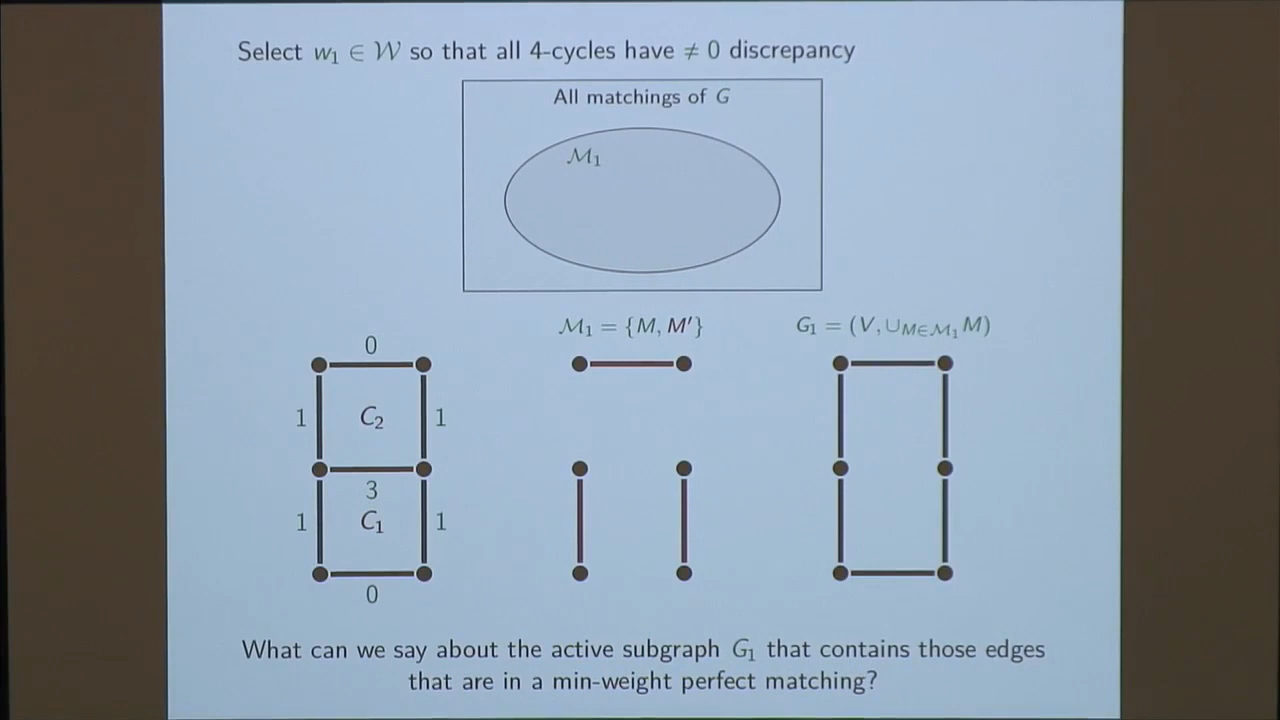 Select w₁ ∈ 𝒲 so that all 4-cycles have ≠ 0 discrepancy
All matchings of G
ℳ₁
ℳ₁ = {M, M′}
G₁ = (V, ∪_{M∈ℳ₁} M)
0
1 C₂ 1
3
1 C₁ 1
0
What can we say about the active subgraph G₁ that contains those edges
that are in a min-weight perfect matching?